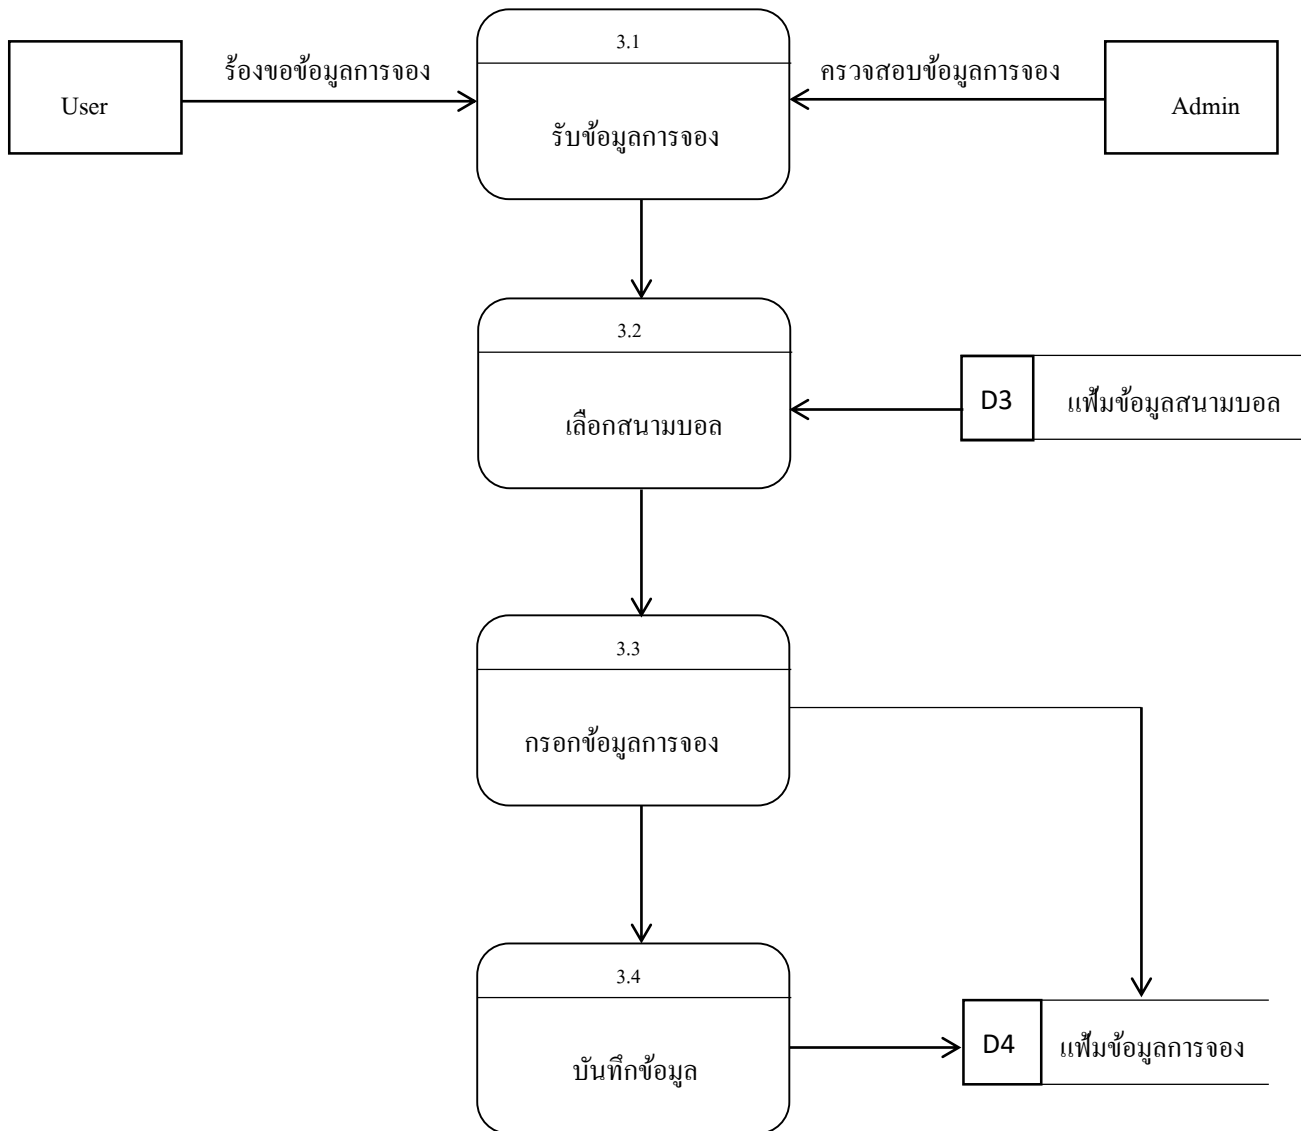 3.1
ร้องขอข้อมูลการจอง
ครวจสอบข้อมูลการจอง
User
Admin
รับข้อมูลการจอง
3.2
D3
แฟ้มข้อมูลสนามบอล
เลือกสนามบอล
3.3
กรอกข้อมูลการจอง
3.4
D4
แฟ้มข้อมูลการจอง
บันทึกข้อมูล